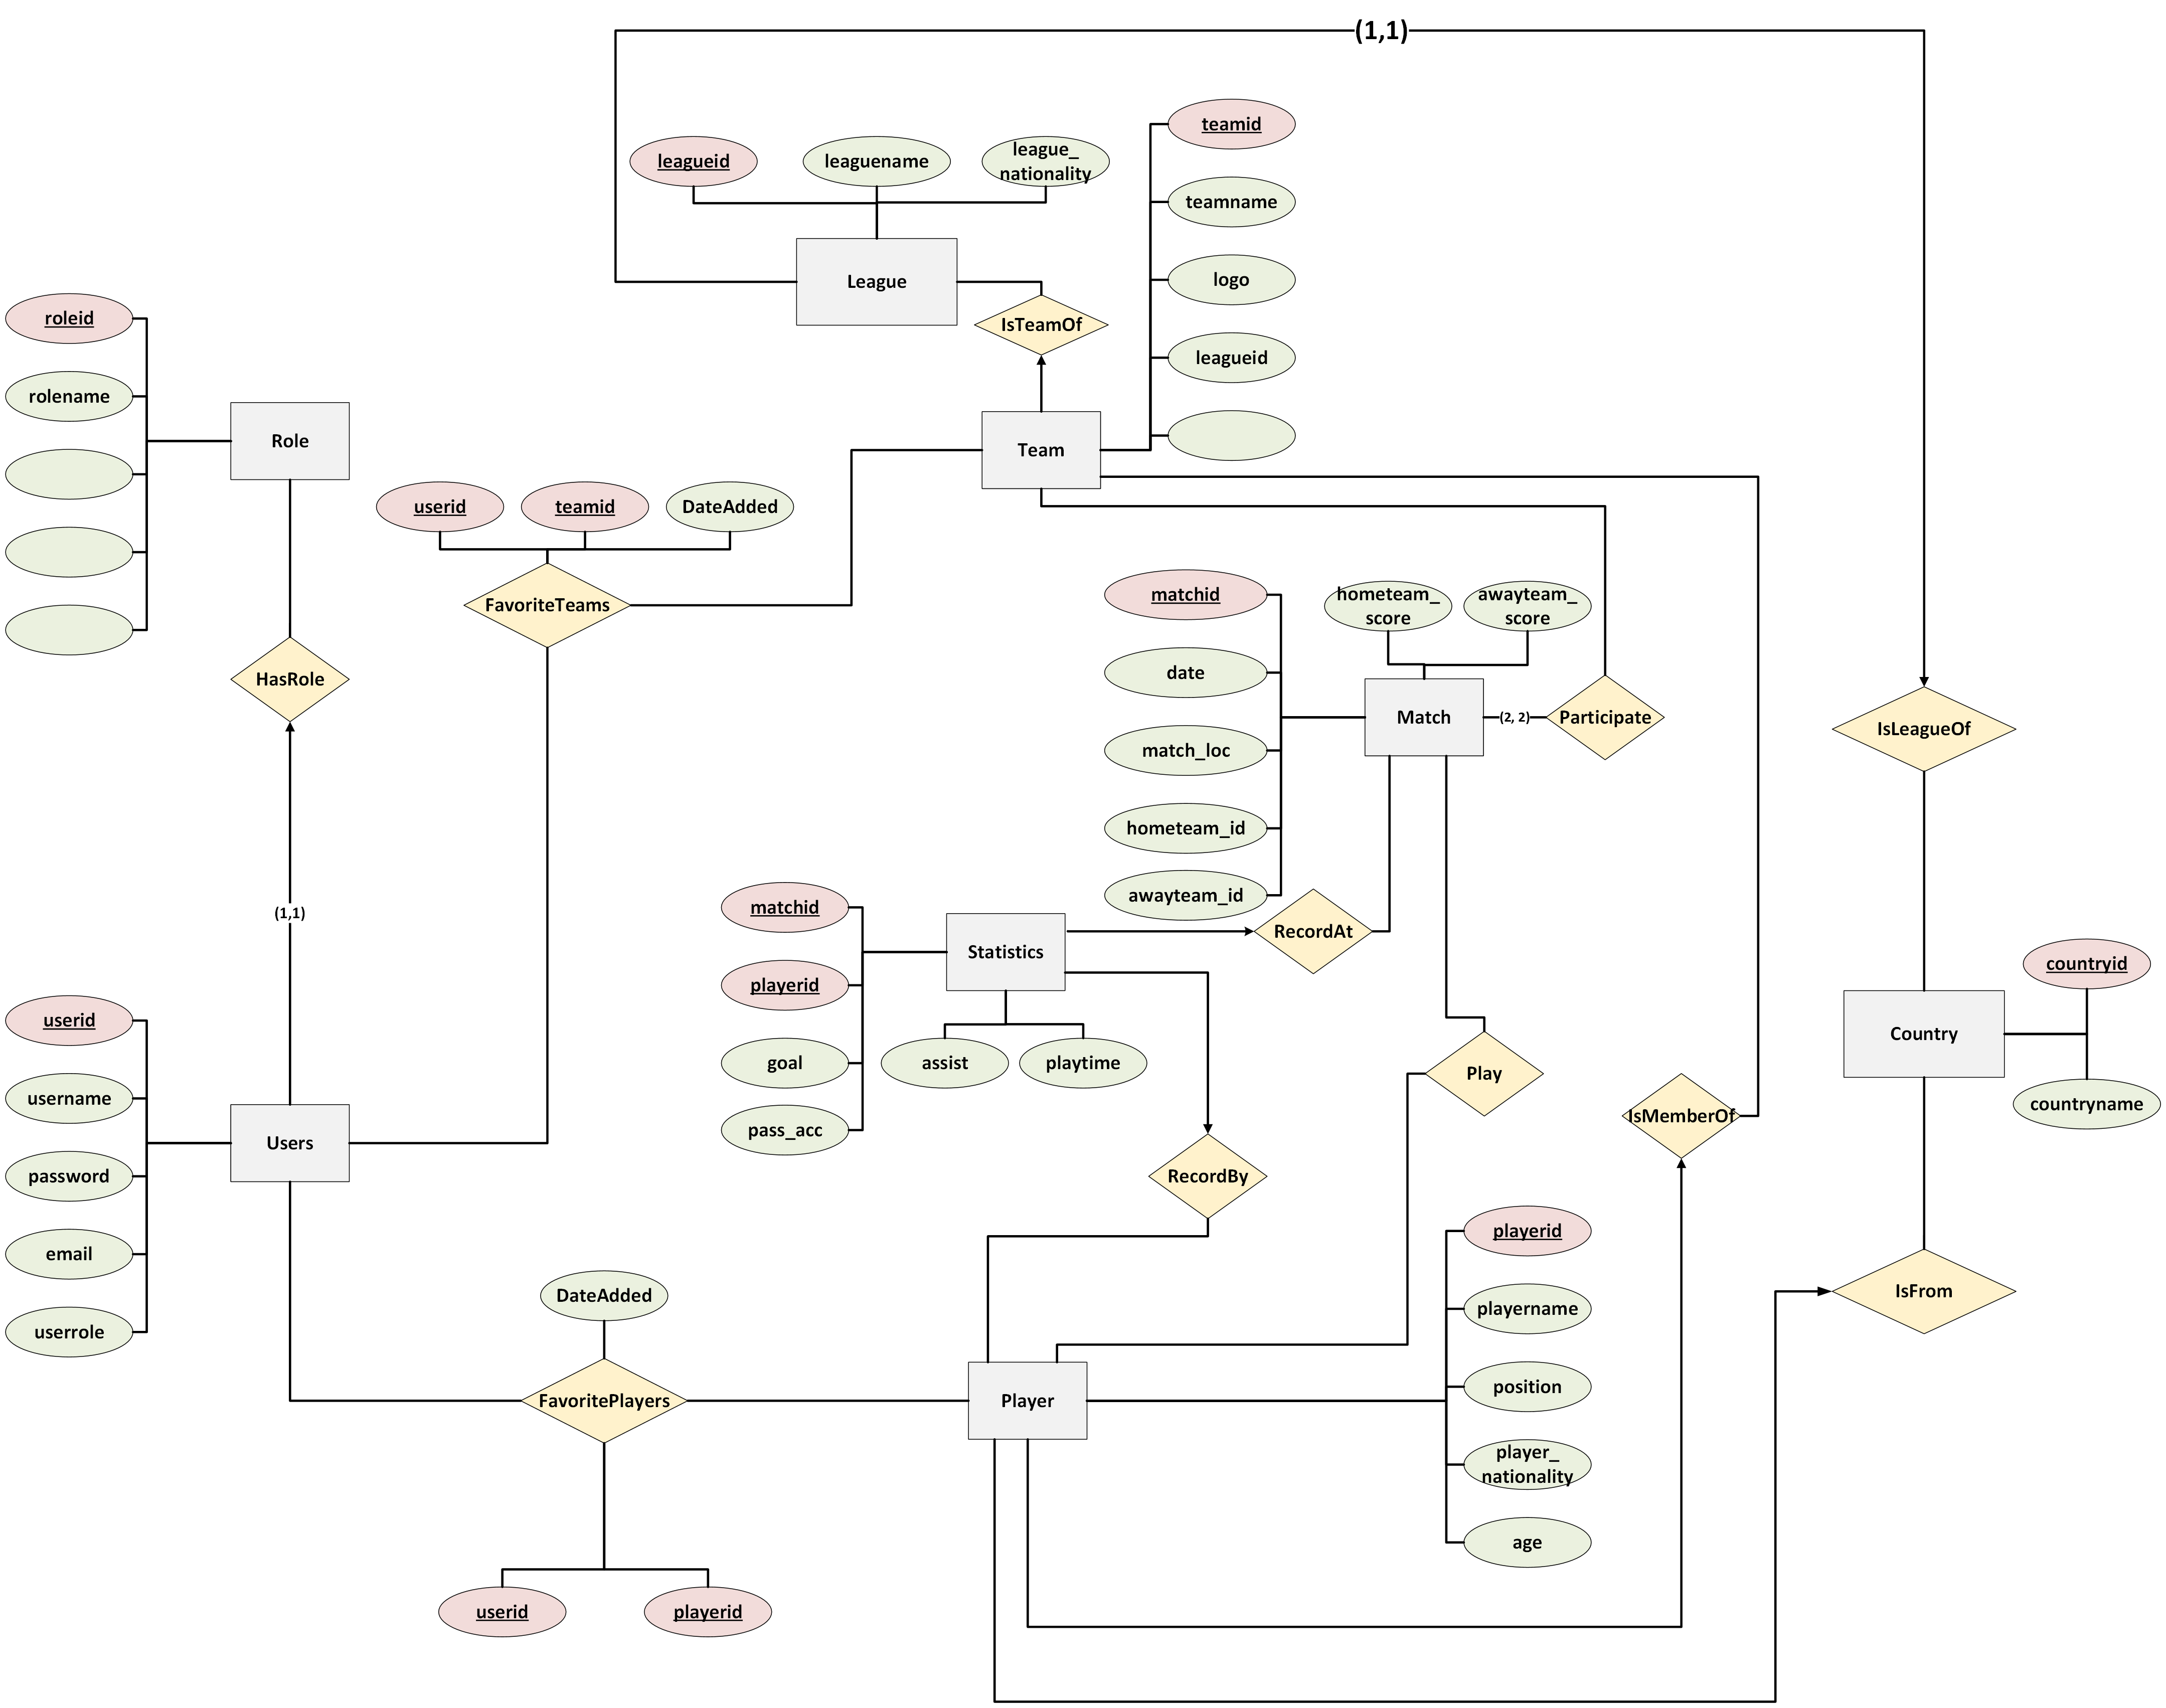 (1,1)
teamid
leagueid
leaguename
league_
nationality
teamname
League
logo
roleid
IsTeamOf
leagueid
rolename
Role
Team
userid
teamid
DateAdded
FavoriteTeams
matchid
hometeam_
score
awayteam_
score
date
HasRole
Match
(2, 2)
Participate
IsLeagueOf
match_loc
hometeam_id
awayteam_id
matchid
(1,1)
RecordAt
Statistics
countryid
playerid
userid
Country
goal
assist
playtime
Play
username
countryname
IsMemberOf
pass_acc
Users
password
RecordBy
playerid
email
DateAdded
IsFrom
playername
userrole
position
FavoritePlayers
Player
player_
nationality
age
userid
playerid